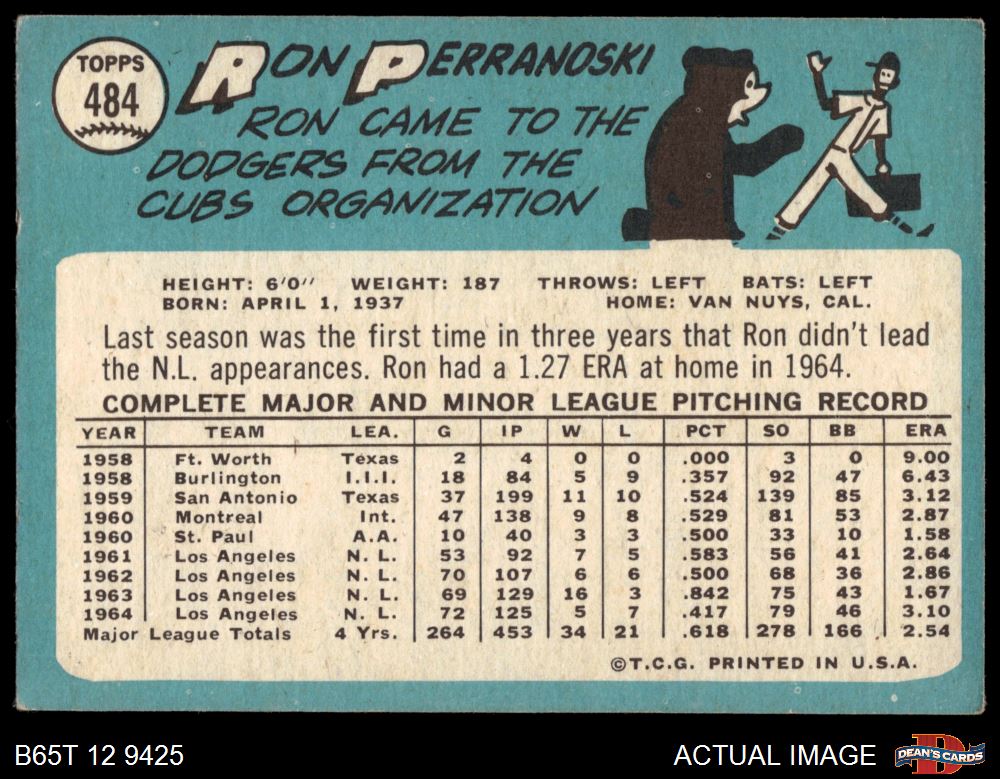 TOPPS
484
RON PERRANOSKI
RON CAME TO THE
DODGERS FROM THE
CUBS ORGANIZATION
HEIGHT: 6'0" WEIGHT: 187 THROWS: LEFT BATS: LEFT
BORN: APRIL 1, 1937 HOME: VAN NUYS, CAL.
Last season was the first time in three years that Ron didn't lead
the N.L. appearances. Ron had a 1.27 ERA at home in 1964.
COMPLETE MAJOR AND MINOR LEAGUE PITCHING RECORD
YEAR TEAM LEA. G IP W L PCT SO BB ERA
1958 Ft. Worth Texas 2 4 0 0 .000 3 0 9.00
1958 Burlington I.I.I. 18 84 5 9 .357 92 47 6.43
1959 San Antonio Texas 37 199 11 10 .524 139 85 3.12
1960 Montreal Int. 47 138 9 8 .529 81 53 2.87
1960 St. Paul A.A. 10 40 3 3 .500 33 10 1.58
1961 Los Angeles N. L. 53 92 7 5 .583 56 41 2.64
1962 Los Angeles N. L. 70 107 6 6 .500 68 36 2.86
1963 Los Angeles N. L. 69 129 16 3 .842 75 43 1.67
1964 Los Angeles N. L. 72 125 5 7 .417 79 46 3.10
Major League Totals 4 Yrs. 264 453 34 21 .618 278 166 2.54
©T.C.G. PRINTED IN U.S.A.
B65T 12 9425 ACTUAL IMAGE DEAN'S CARDS